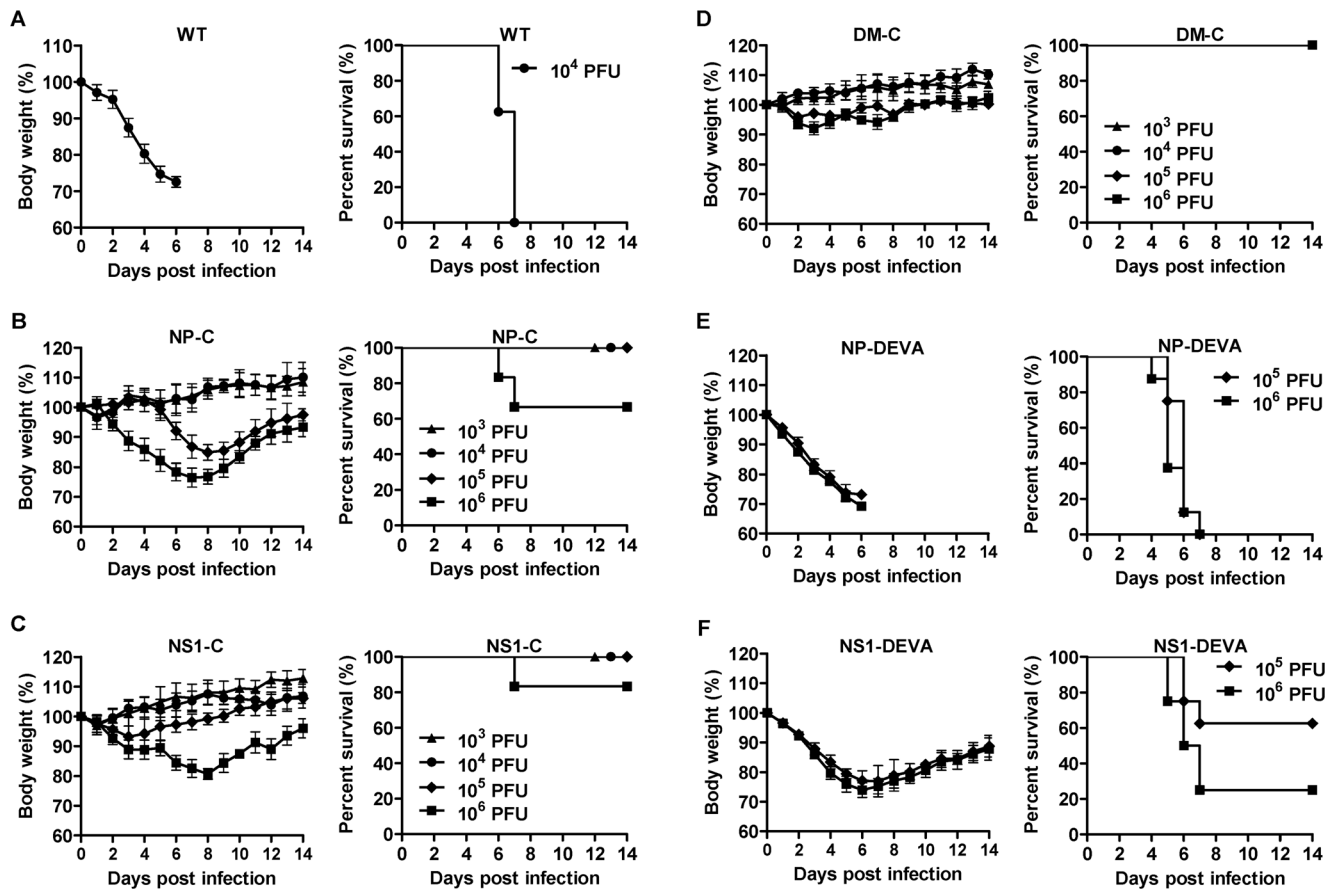 A
WT
Body weight (%)
110
100
90
80
70
60
0 2 4 6 8 10 12 14
Days post infection
WT
Percent survival (%)
100
80
60
40
20
0
10⁴ PFU
0 2 4 6 8 10 12 14
Days post infection
B
NP-C
Body weight (%)
120
110
100
90
80
70
60
0 2 4 6 8 10 12 14
Days post infection
NP-C
Percent survival (%)
100
80
60
40
20
0
10³ PFU
10⁴ PFU
10⁵ PFU
10⁶ PFU
0 2 4 6 8 10 12 14
Days post infection
C
NS1-C
Body weight (%)
120
110
100
90
80
70
60
0 2 4 6 8 10 12 14
Days post infection
NS1-C
Percent survival (%)
100
80
60
40
20
0
10³ PFU
10⁴ PFU
10⁵ PFU
10⁶ PFU
0 2 4 6 8 10 12 14
Days post infection
D
DM-C
Body weight (%)
120
110
100
90
80
70
60
0 2 4 6 8 10 12 14
Days post infection
DM-C
Percent survival (%)
100
80
60
40
20
0
10³ PFU
10⁴ PFU
10⁵ PFU
10⁶ PFU
0 2 4 6 8 10 12 14
Days post infection
E
NP-DEVA
Body weight (%)
120
110
100
90
80
70
60
0 2 4 6 8 10 12 14
Days post infection
NP-DEVA
Percent survival (%)
100
80
60
40
20
0
10⁵ PFU
10⁶ PFU
0 2 4 6 8 10 12 14
Days post infection
F
NS1-DEVA
Body weight (%)
120
110
100
90
80
70
60
0 2 4 6 8 10 12 14
Days post infection
NS1-DEVA
Percent survival (%)
100
80
60
40
20
0
10⁵ PFU
10⁶ PFU
0 2 4 6 8 10 12 14
Days post infection